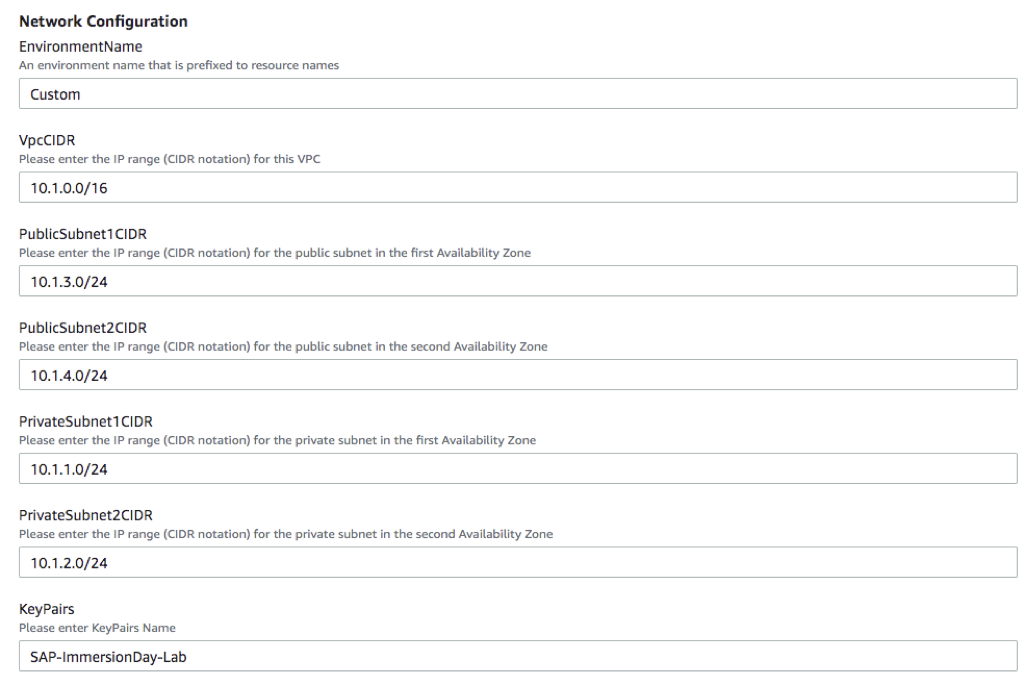 Network Configuration
EnvironmentName
An environment name that is prefixed to resource names
Custom
VpcCIDR
Please enter the IP range (CIDR notation) for this VPC
10.1.0.0/16
PublicSubnet1CIDR
Please enter the IP range (CIDR notation) for the public subnet in the first Availability Zone
10.1.3.0/24
PublicSubnet2CIDR
Please enter the IP range (CIDR notation) for the public subnet in the second Availability Zone
10.1.4.0/24
PrivateSubnet1CIDR
Please enter the IP range (CIDR notation) for the private subnet in the first Availability Zone
10.1.1.0/24
PrivateSubnet2CIDR
Please enter the IP range (CIDR notation) for the private subnet in the second Availability Zone
10.1.2.0/24
KeyPairs
Please enter KeyPairs Name
SAP-ImmersionDay-Lab